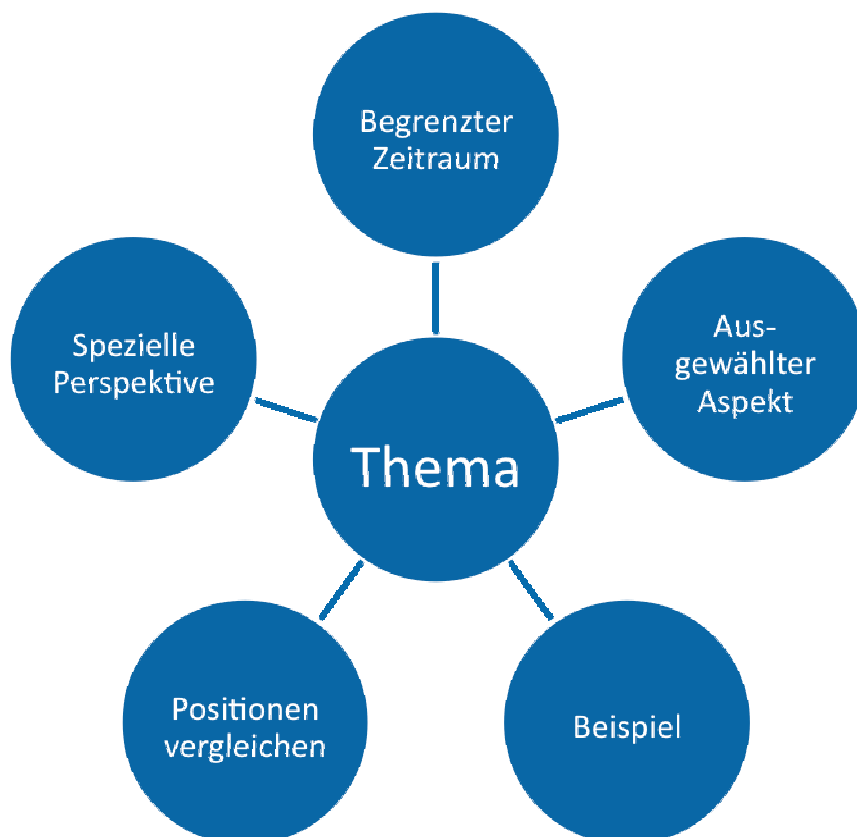 Begrenzter
Zeitraum
Aus-
gewählter
Aspekt
Beispiel
Positionen
vergleichen
Spezielle
Perspektive
Thema